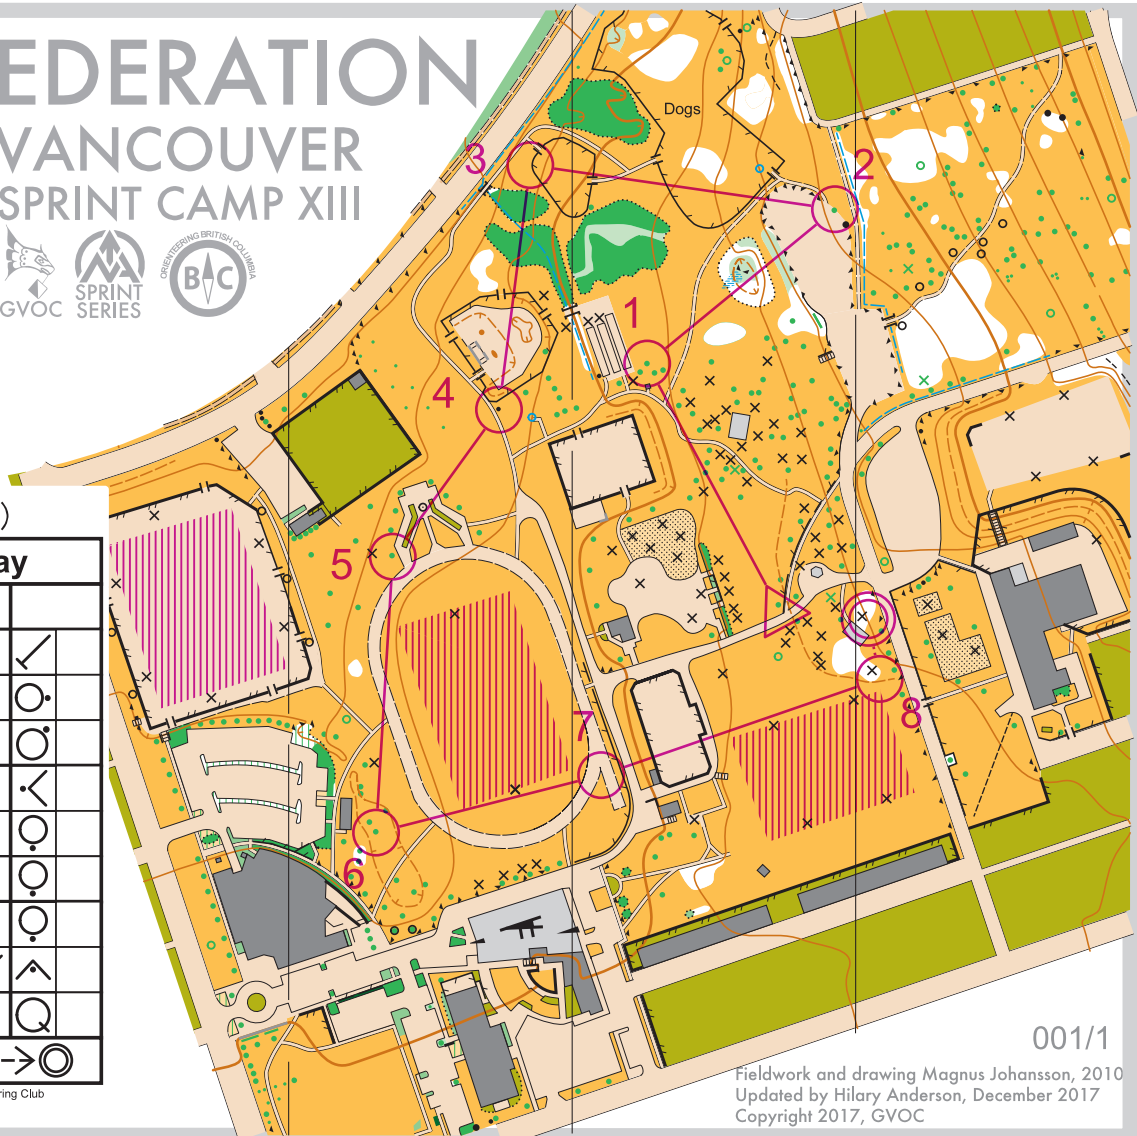 EDERATION
VANCOUVER
SPRINT CAMP XIII
ORIENTEERING BRITISH COLUMBIA
B C
GVOC
SPRINT
SERIES
Dogs
3
2
1
4
5
7
8
6
)
ay
ring Club
001/1
Fieldwork and drawing Magnus Johansson, 2010
Updated by Hilary Anderson, December 2017
Copyright 2017, GVOC